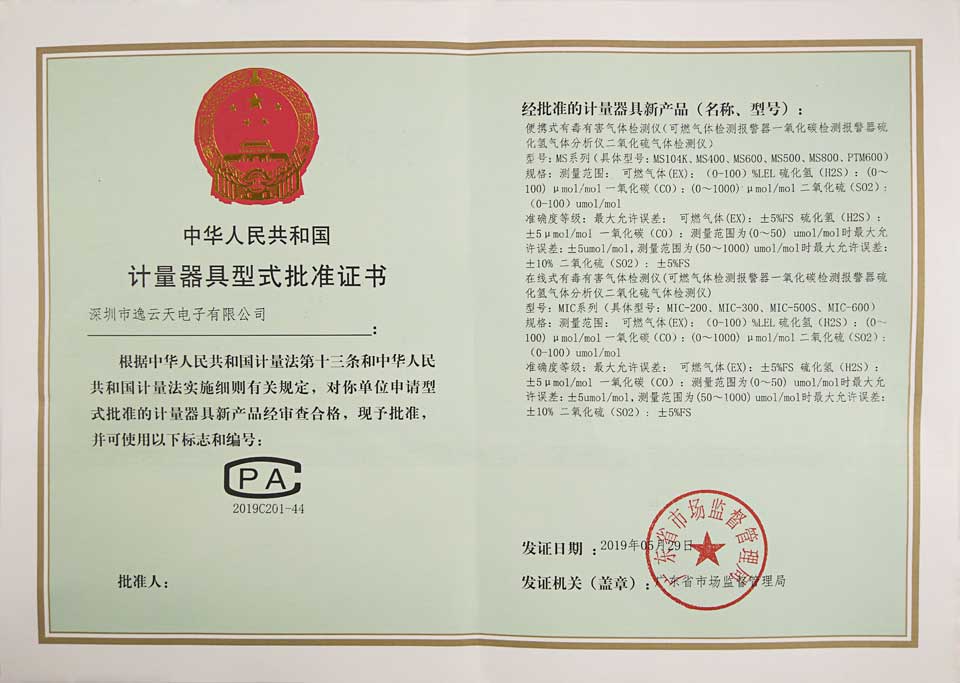 中华人民共和国
计量器具型式批准证书
深圳市逸云天电子有限公司
:
根据中华人民共和国计量法第十三条和中华人民
共和国计量法实施细则有关规定，对你单位申请型
式批准的计量器具新产品经审查合格，现予批准，
并可使用以下标志和编号：
CPA
2019C201-44
批准人：
经批准的计量器具新产品（名称、型号）：
便携式有毒有害气体检测仪(可燃气体检测报警器一氧化碳检测报警器硫
化氢气体分析仪二氧化硫气体检测仪)
型号：MS系列（具体型号：MS104K、MS400、MS600、MS500、MS800、PTM600）
规格：测量范围： 可燃气体(EX)：（0-100）%LEL 硫化氢（H2S）：（0～
100）μmol/mol 一氧化碳（CO）：（0～1000）μmol/mol 二氧化硫（SO2）：
（0-100）umol/mol
准确度等级：最大允许误差： 可燃气体(EX)：±5%FS 硫化氢（H2S）：
±5μmol/mol 一氧化碳（CO）：测量范围为(0～50）umol/mol时最大允
许误差：±5umol/mol,测量范围为(50～1000）umol/mol时最大允许误差：
±10% 二氧化硫（SO2）：±5%FS
在线式有毒有害气体检测仪(可燃气体检测报警器一氧化碳检测报警器硫
化氢气体分析仪二氧化硫气体检测仪)
型号：MIC系列（具体型号：MIC-200、MIC-300、MIC-500S、MIC-600）
规格：测量范围： 可燃气体(EX)：（0-100）%LEL 硫化氢（H2S）：（0～
100）μmol/mol 一氧化碳（CO）：（0～1000）μmol/mol 二氧化硫（SO2）：
（0-100）umol/mol
准确度等级：最大允许误差： 可燃气体(EX)：±5%FS 硫化氢（H2S）：
±5μmol/mol 一氧化碳（CO）：测量范围为(0～50）umol/mol时最大允
许误差：±5umol/mol,测量范围为(50～1000）umol/mol时最大允许误差：
±10% 二氧化硫（SO2）：±5%FS
发证日期：2019年05月29日
发证机关（盖章）：广东省市场监督管理局
广东省市场监督管理局